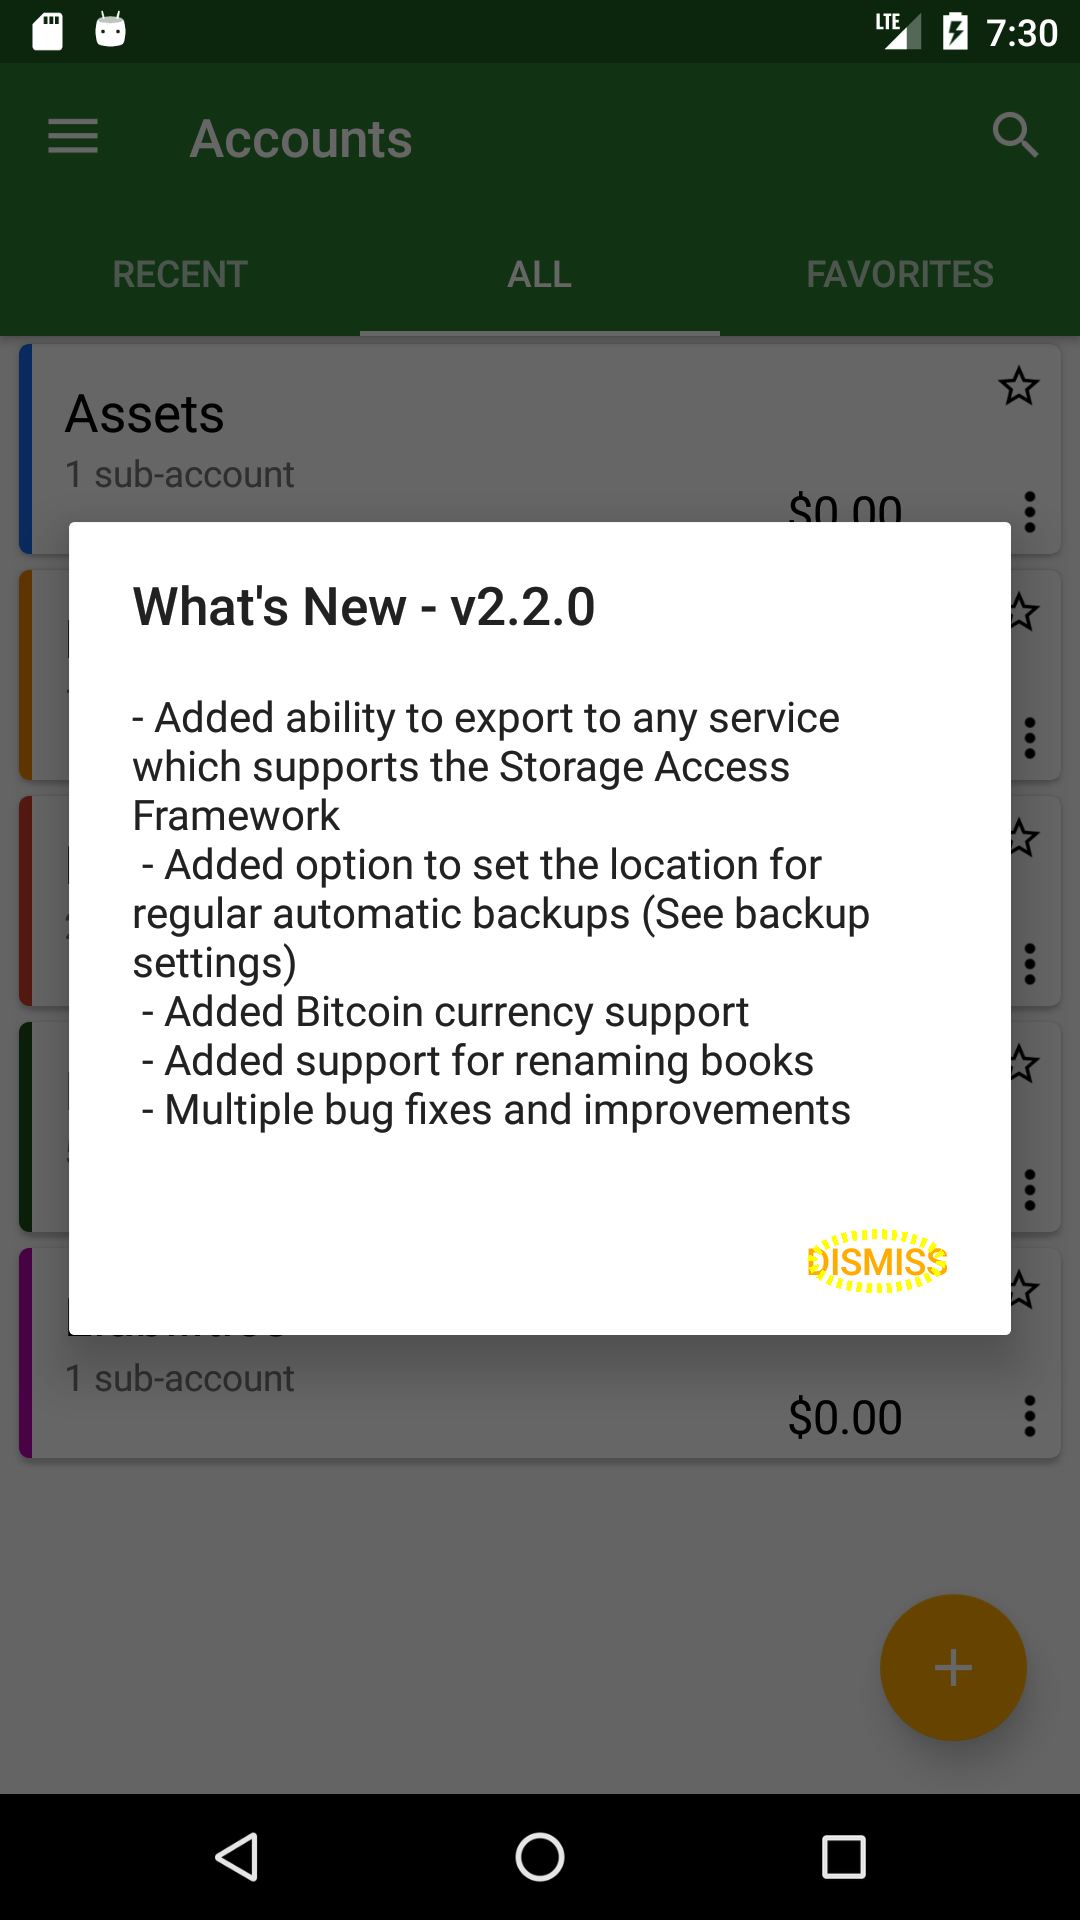 LTE 7:30
Accounts
RECENT ALL FAVORITES
Assets
1 sub-account
$0.00
What's New - v2.2.0
- Added ability to export to any service
which supports the Storage Access
Framework
- Added option to set the location for
regular automatic backups (See backup
settings)
- Added Bitcoin currency support
- Added support for renaming books
- Multiple bug fixes and improvements
DISMISS
1 sub-account
$0.00